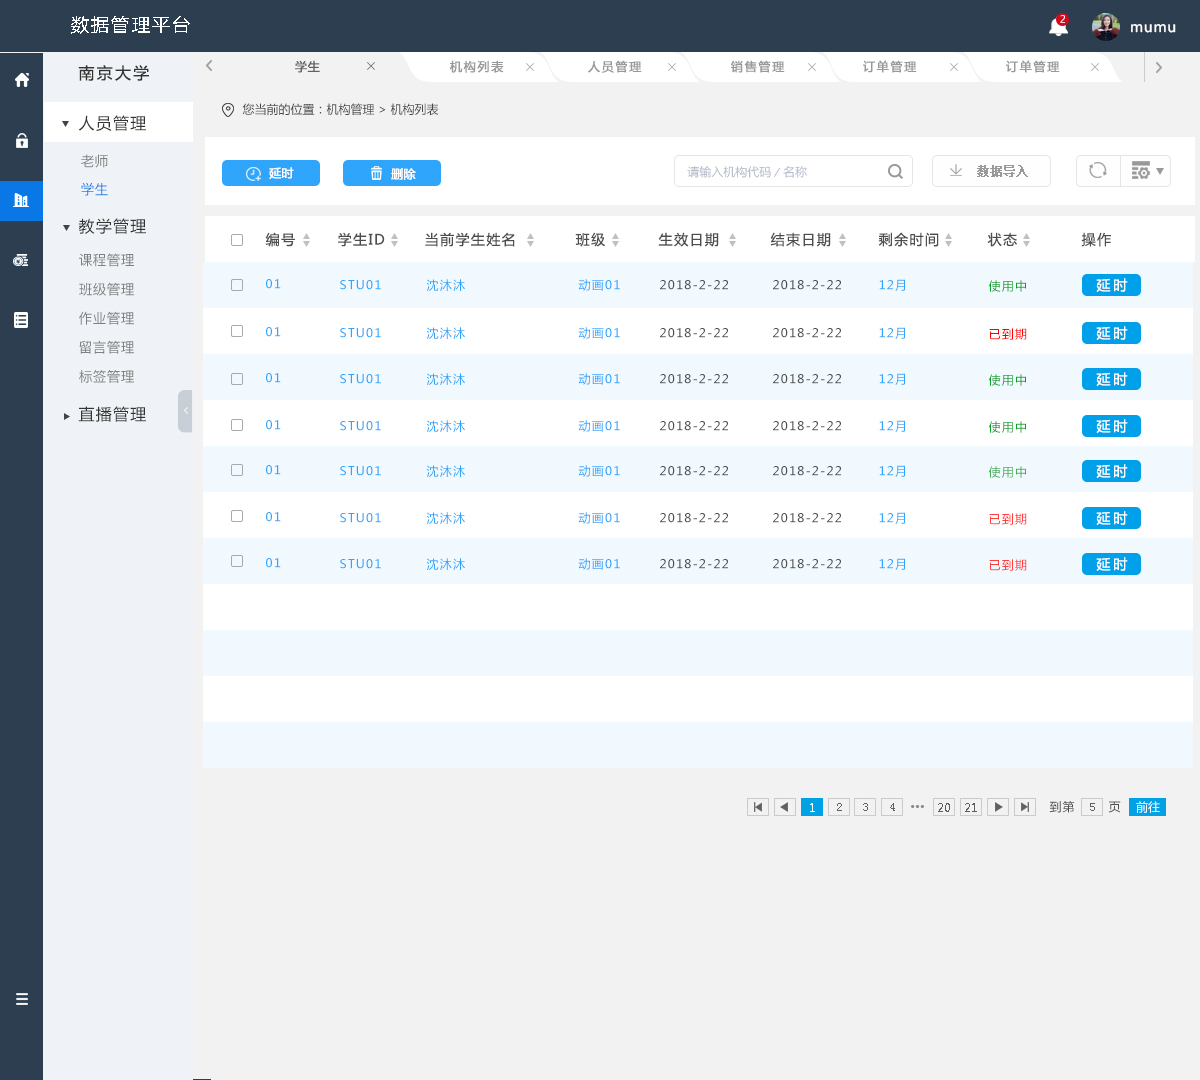 数据管理平台
2
mumu
南京大学
学生
机构列表
人员管理
销售管理
订单管理
订单管理
您当前的位置：机构管理 > 机构列表
人员管理
老师
学生
教学管理
课程管理
班级管理
作业管理
留言管理
标签管理
直播管理
延时 删除 请输入机构代码 / 名称 数据导入
编号 学生ID 当前学生姓名 班级 生效日期 结束日期 剩余时间 状态 操作
01 STU01 沈沐沐 动画01 2018-2-22 2018-2-22 12月 使用中 延时
01 STU01 沈沐沐 动画01 2018-2-22 2018-2-22 12月 已到期 延时
01 STU01 沈沐沐 动画01 2018-2-22 2018-2-22 12月 使用中 延时
01 STU01 沈沐沐 动画01 2018-2-22 2018-2-22 12月 使用中 延时
01 STU01 沈沐沐 动画01 2018-2-22 2018-2-22 12月 使用中 延时
01 STU01 沈沐沐 动画01 2018-2-22 2018-2-22 12月 已到期 延时
01 STU01 沈沐沐 动画01 2018-2-22 2018-2-22 12月 已到期 延时
1 2 3 4 ••• 20 21 到第 5 页 前往